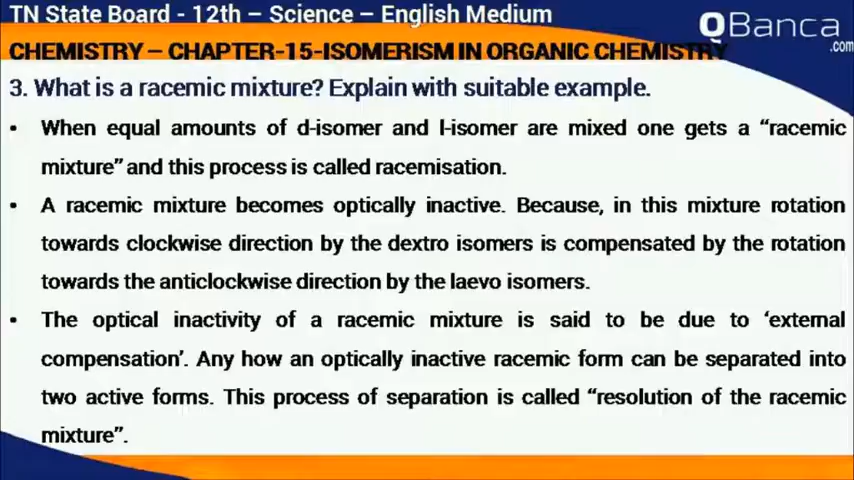 TN State Board - 12th – Science – English Medium
QBanca
.com
CHEMISTRY – CHAPTER-15-ISOMERISM IN ORGANIC CHEMISTRY
3. What is a racemic mixture? Explain with suitable example.
• When equal amounts of d-isomer and l-isomer are mixed one gets a “racemic
mixture” and this process is called racemisation.
• A racemic mixture becomes optically inactive. Because, in this mixture rotation
towards clockwise direction by the dextro isomers is compensated by the rotation
towards the anticlockwise direction by the laevo isomers.
• The optical inactivity of a racemic mixture is said to be due to ‘external
compensation’. Any how an optically inactive racemic form can be separated into
two active forms. This process of separation is called “resolution of the racemic
mixture”.